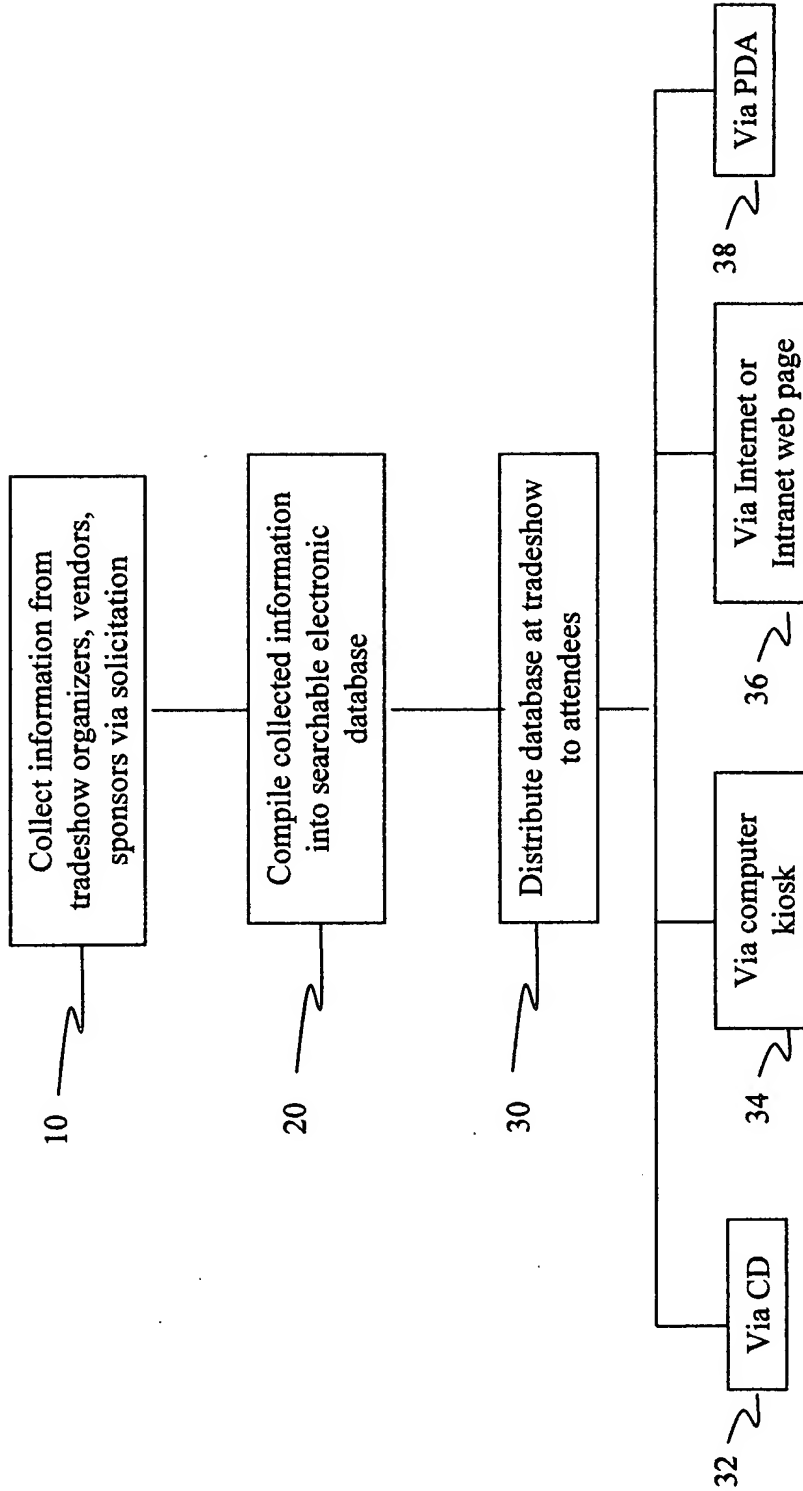 Collect information from
tradeshow organizers, vendors,
sponsors via solicitation
10
Compile collected information
into searchable electronic
database
20
Distribute database at tradeshow
to attendees
30
Via CD
32
Via computer
kiosk
34
Via Internet or
Intranet web page
36
Via PDA
38